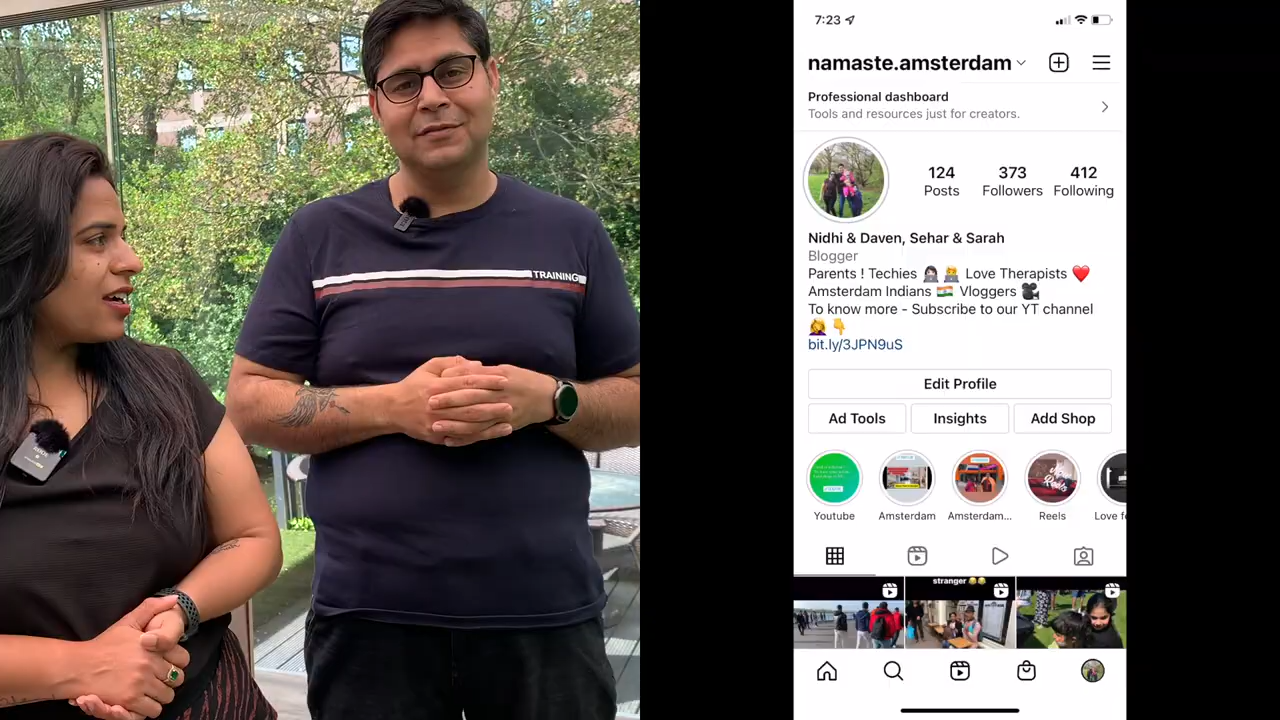 TRAINING
7:23
namaste.amsterdam
Professional dashboard
Tools and resources just for creators.
124 373 412
Posts Followers Following
Nidhi & Daven, Sehar & Sarah
Blogger
Parents ! Techies 👩🏻‍💻👩‍💻 Love Therapists ❤️
Amsterdam Indians 🇮🇳 Vloggers 🎥
To know more - Subscribe to our YT channel
🤦‍♀️👇
bit.ly/3JPN9uS
Edit Profile
Ad Tools Insights Add Shop
Youtube Amsterdam Amsterdam... Reels Love fo
stranger 😂😂